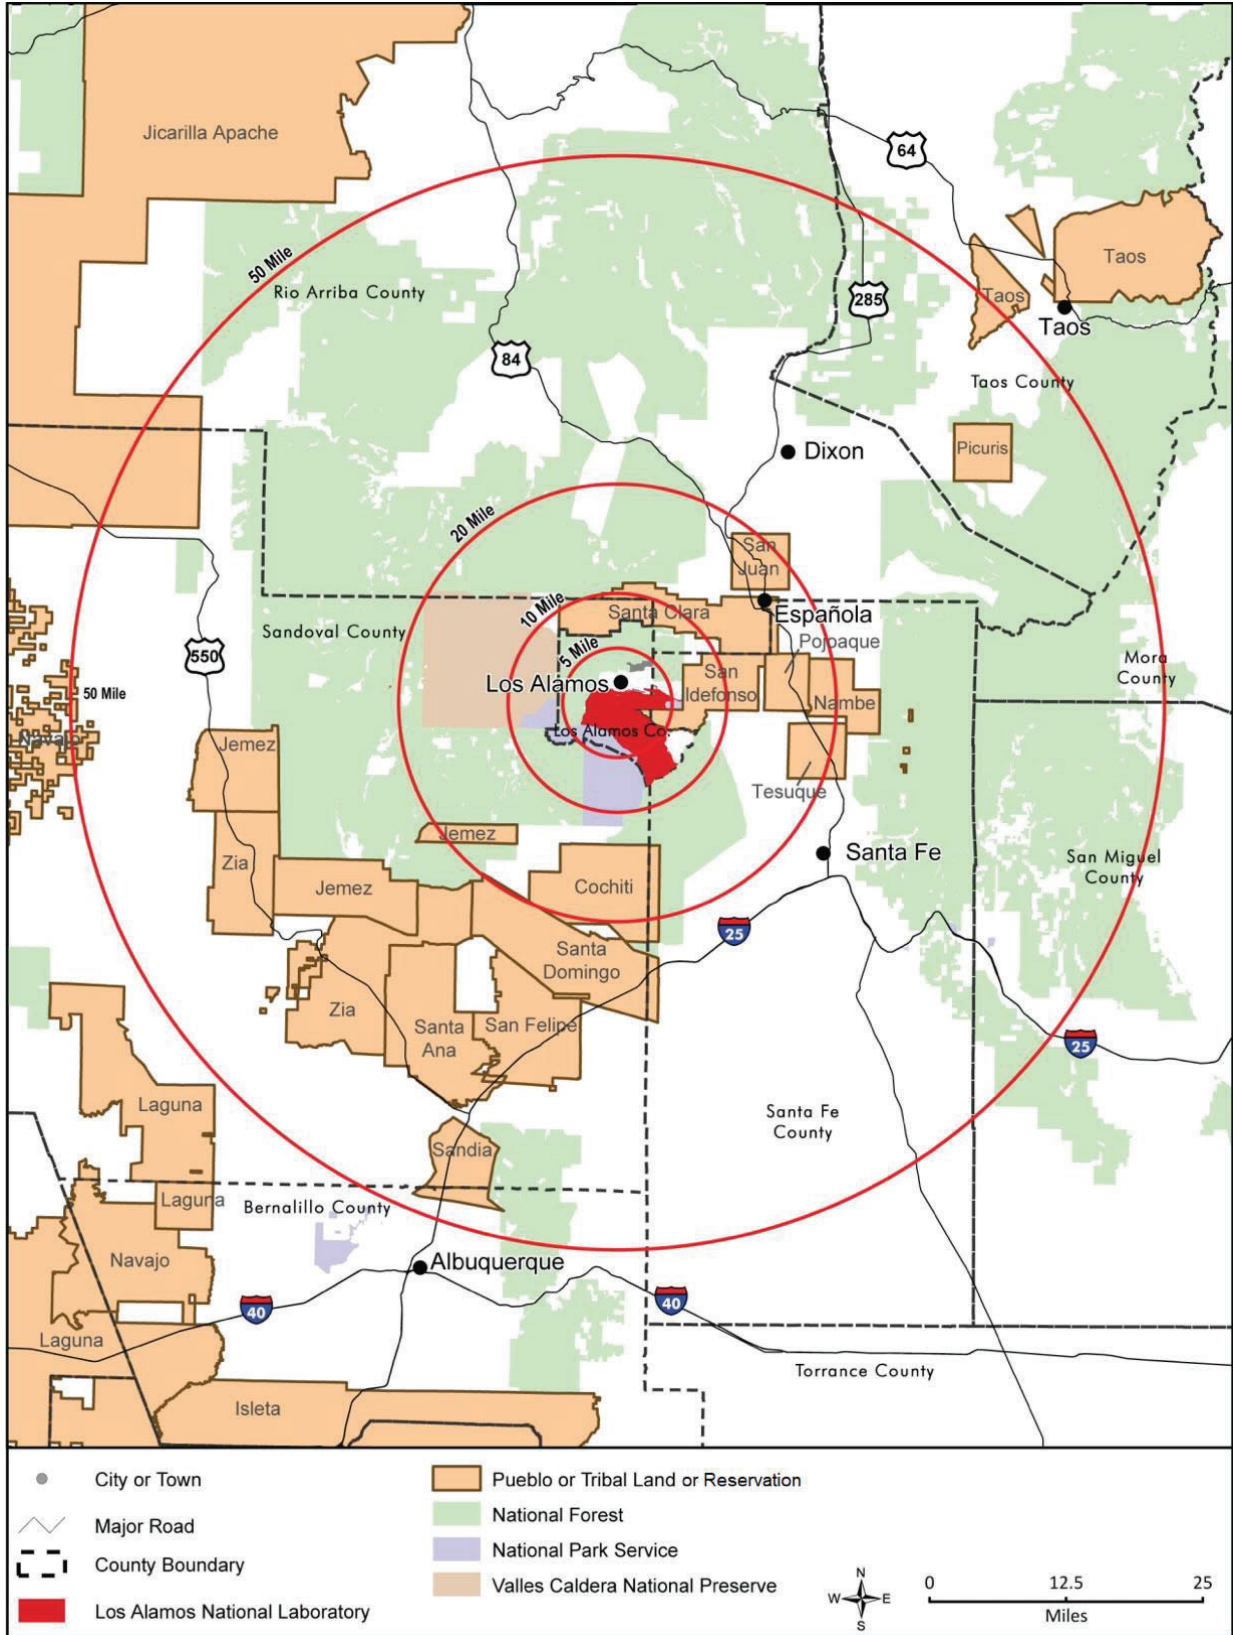 Jicarilla Apache
64
50 Mile
Rio Arriba County
Taos
Taos
285
Taos
84
Taos County
Dixon
Picuris
20 Mile
San
Juan
10 Mile
Santa Clara
Española
Sandoval County
5 Mile
Pojoaque
550
Los Alamos
San
Ildefonso
Mora
County
50 Mile
Nambe
Navajo
Jemez
Los Alamos Co.
Tesuque
Jemez
Zia
Jemez
Cochiti
Santa Fe
San Miguel
County
25
Santa
Domingo
Zia
Santa
Ana
San Felipe
25
Laguna
Santa Fe
County
Sandia
Laguna
Bernalillo County
Navajo
Albuquerque
40
40
Laguna
Torrance County
Isleta
City or Town
Major Road
County Boundary
Los Alamos National Laboratory
Pueblo or Tribal Land or Reservation
National Forest
National Park Service
Valles Caldera National Preserve
N
W
E
S
0
12.5
25
Miles